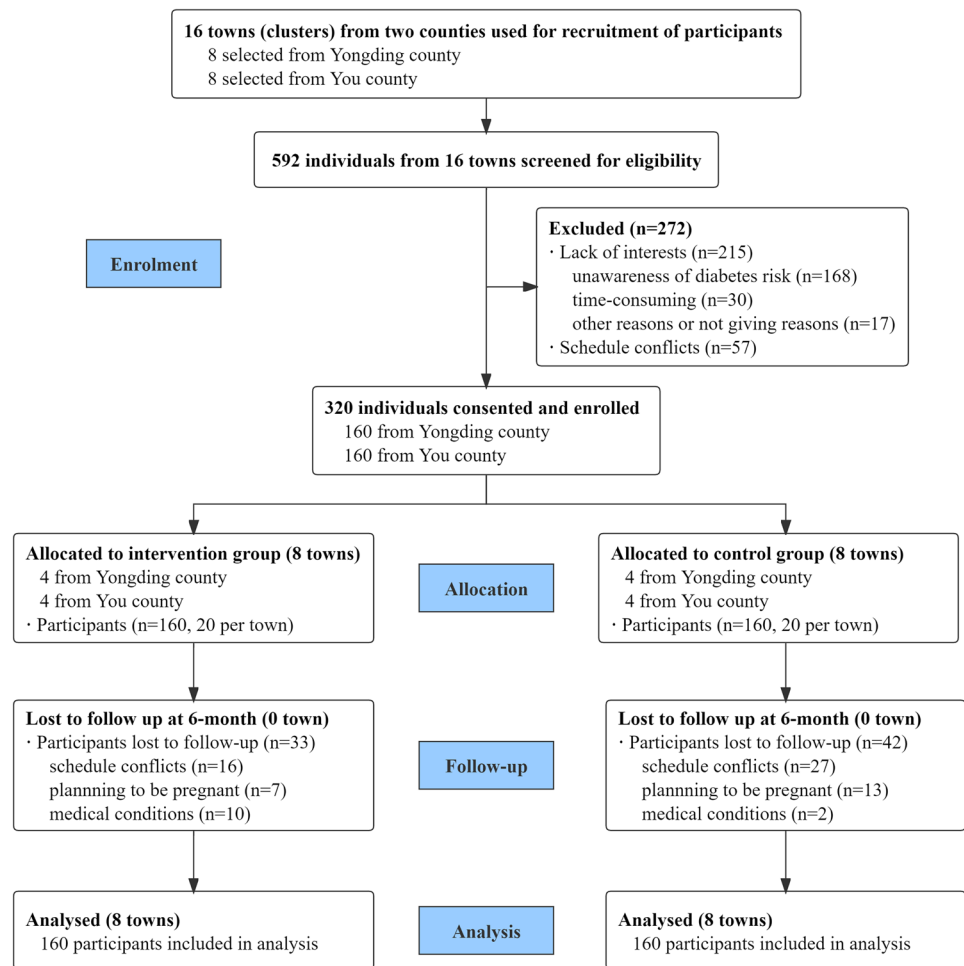 16 towns (clusters) from two counties used for recruitment of participants
8 selected from Yongding county
8 selected from You county
592 individuals from 16 towns screened for eligibility
Enrolment
Excluded (n=272)
· Lack of interests (n=215)
unawareness of diabetes risk (n=168)
time-consuming (n=30)
other reasons or not giving reasons (n=17)
· Schedule conflicts (n=57)
320 individuals consented and enrolled
160 from Yongding county
160 from You county
Allocated to intervention group (8 towns)
4 from Yongding county
4 from You county
· Participants (n=160, 20 per town)
Allocation
Allocated to control group (8 towns)
4 from Yongding county
4 from You county
· Participants (n=160, 20 per town)
Lost to follow up at 6-month (0 town)
· Participants lost to follow-up (n=33)
schedule conflicts (n=16)
plannning to be pregnant (n=7)
medical conditions (n=10)
Follow-up
Lost to follow up at 6-month (0 town)
· Participants lost to follow-up (n=42)
schedule conflicts (n=27)
plannning to be pregnant (n=13)
medical conditions (n=2)
Analysed (8 towns)
160 participants included in analysis
Analysis
Analysed (8 towns)
160 participants included in analysis